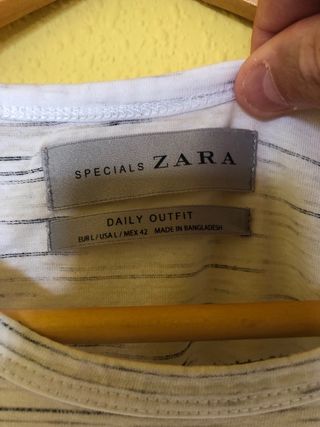 SPECIALS ZARA
DAILY OUTFIT
EUR L / USA L / MEX 42 MADE IN BANGLADESH